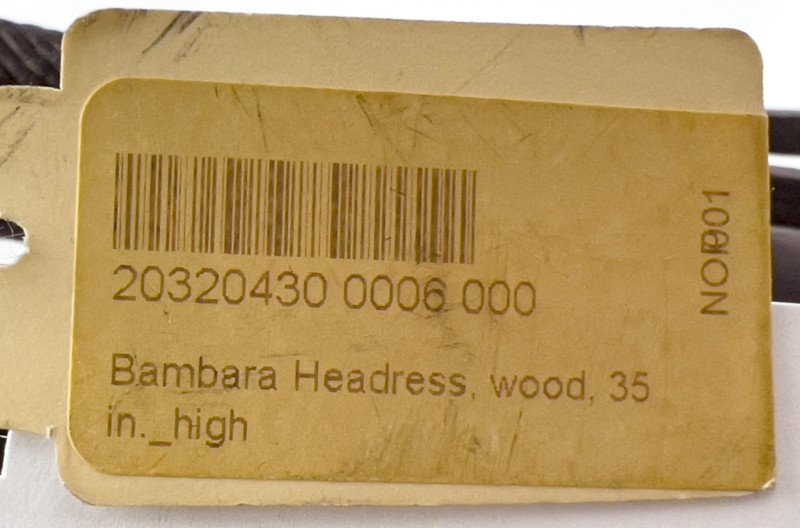 20320430 0006 000
Bambara Headress, wood, 35
in._high